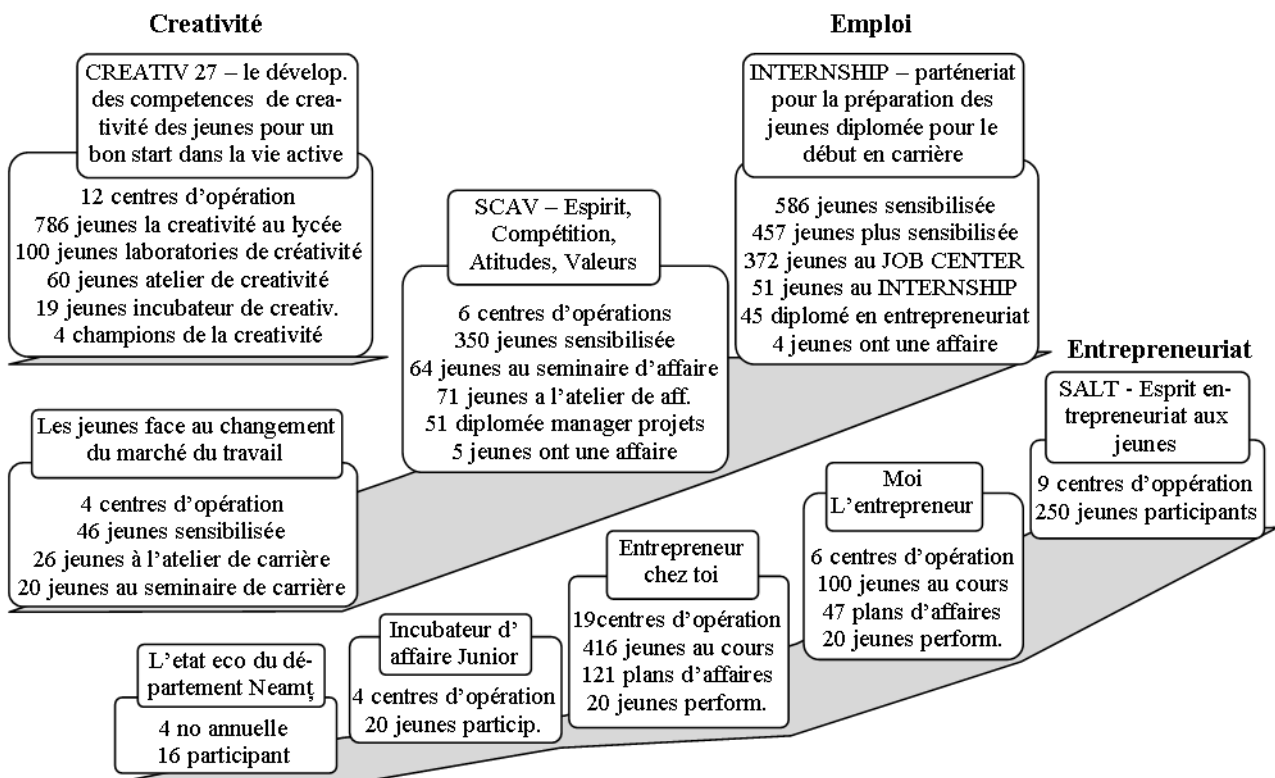 Creativité
CREATIV 27 – le dévelop.
des competences de crea-
tivité des jeunes pour un
bon start dans la vie active
12 centres d'opération
786 jeunes la creativité au lycée
100 jeunes laboratories de créativité
60 jeunes atelier de creativité
19 jeunes incubateur de creativ.
4 champions de la creativité
Emploi
INTERNSHIP – parténeriat
pour la préparation des
jeunes diplomée pour le
début en carrière
586 jeunes sensibilisée
457 jeunes plus sensibilisée
372 jeunes au JOB CENTER
51 jeunes au INTERNSHIP
45 diplomé en entrepreneuriat
4 jeunes ont une affaire
SCAV – Espirit,
Compétition,
Atitudes, Valeurs
6 centres d'opérations
350 jeunes sensibilisée
64 jeunes au seminaire d'affaire
71 jeunes a l'atelier de aff.
51 diplomée manager projets
5 jeunes ont une affaire
Les jeunes face au changement
du marché du travail
4 centres d'opération
46 jeunes sensibilisée
26 jeunes à l'atelier de carrière
20 jeunes au seminaire de carrière
Entrepreneuriat
SALT - Esprit en-
trepreneuriat aux
jeunes
9 centres d'oppération
250 jeunes participants
Moi
L'entrepreneur
6 centres d'opération
100 jeunes au cours
47 plans d'affaires
20 jeunes perform.
Entrepreneur
chez toi
19centres d'opération
416 jeunes au cours
121 plans d'affaires
20 jeunes perform.
Incubateur d'
affaire Junior
4 centres d'opération
20 jeunes particip.
L'etat eco du dé-
partement Neamţ
4 no annuelle
16 participant